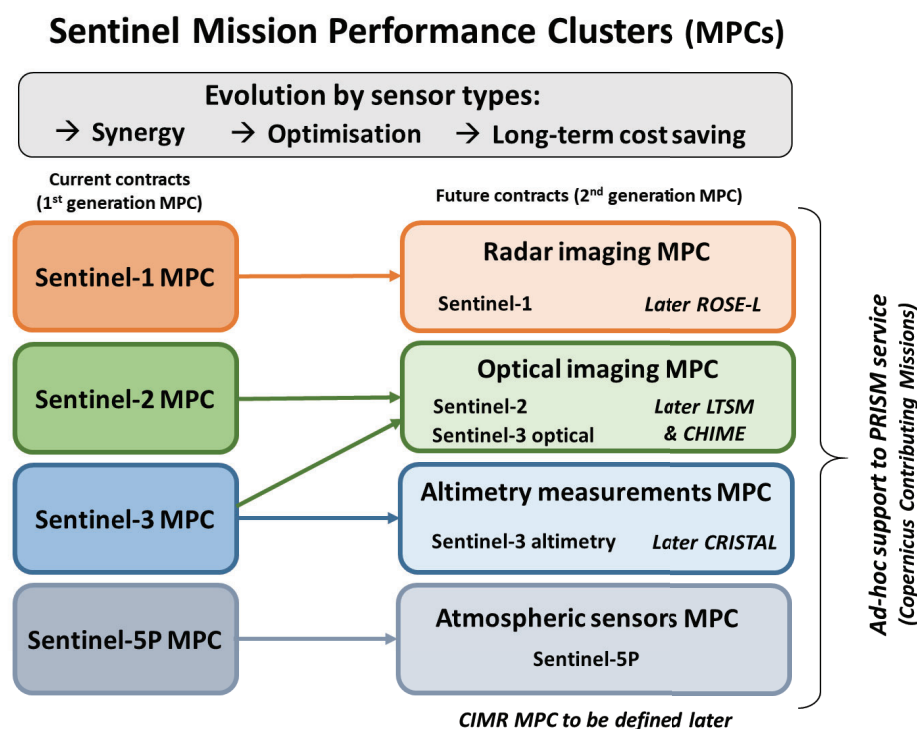 Sentinel Mission Performance Clusters (MPCs)
Evolution by sensor types:
→ Synergy → Optimisation → Long-term cost saving
Current contracts
(1st generation MPC)
Future contracts (2nd generation MPC)
Sentinel-1 MPC
Radar imaging MPC
Sentinel-1 Later ROSE-L
Sentinel-2 MPC
Optical imaging MPC
Sentinel-2 Later LTSM
Sentinel-3 optical & CHIME
Sentinel-3 MPC
Altimetry measurements MPC
Sentinel-3 altimetry Later CRISTAL
Sentinel-5P MPC
Atmospheric sensors MPC
Sentinel-5P
CIMR MPC to be defined later
Ad-hoc support to PRISM service
(Copernicus Contributing Missions)